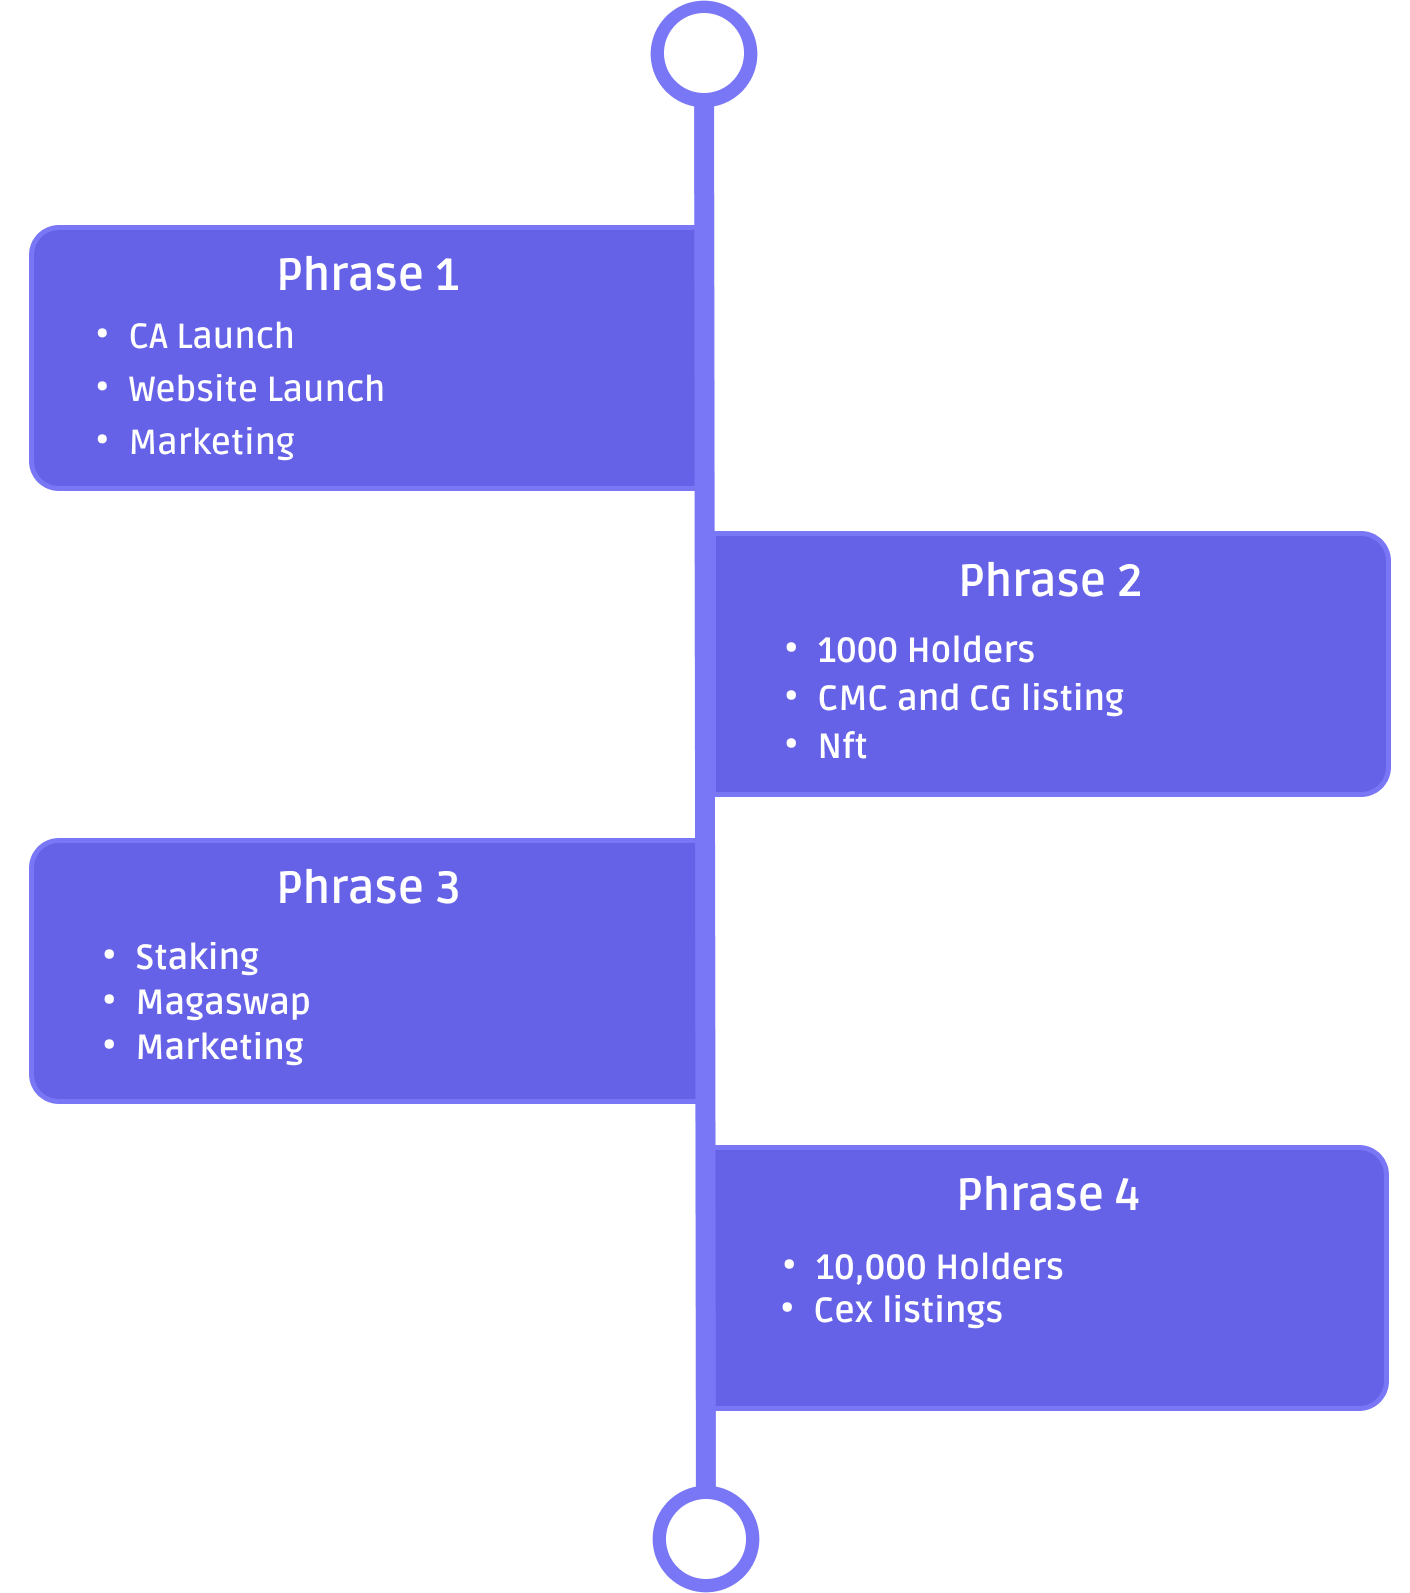 Phrase 1
• CA Launch
• Website Launch
• Marketing
Phrase 2
• 1000 Holders
• CMC and CG listing
• Nft
Phrase 3
• Staking
• Magaswap
• Marketing
Phrase 4
• 10,000 Holders
• Cex listings